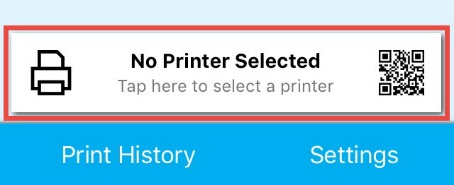 No Printer Selected
Tap here to select a printer
Print History
Settings